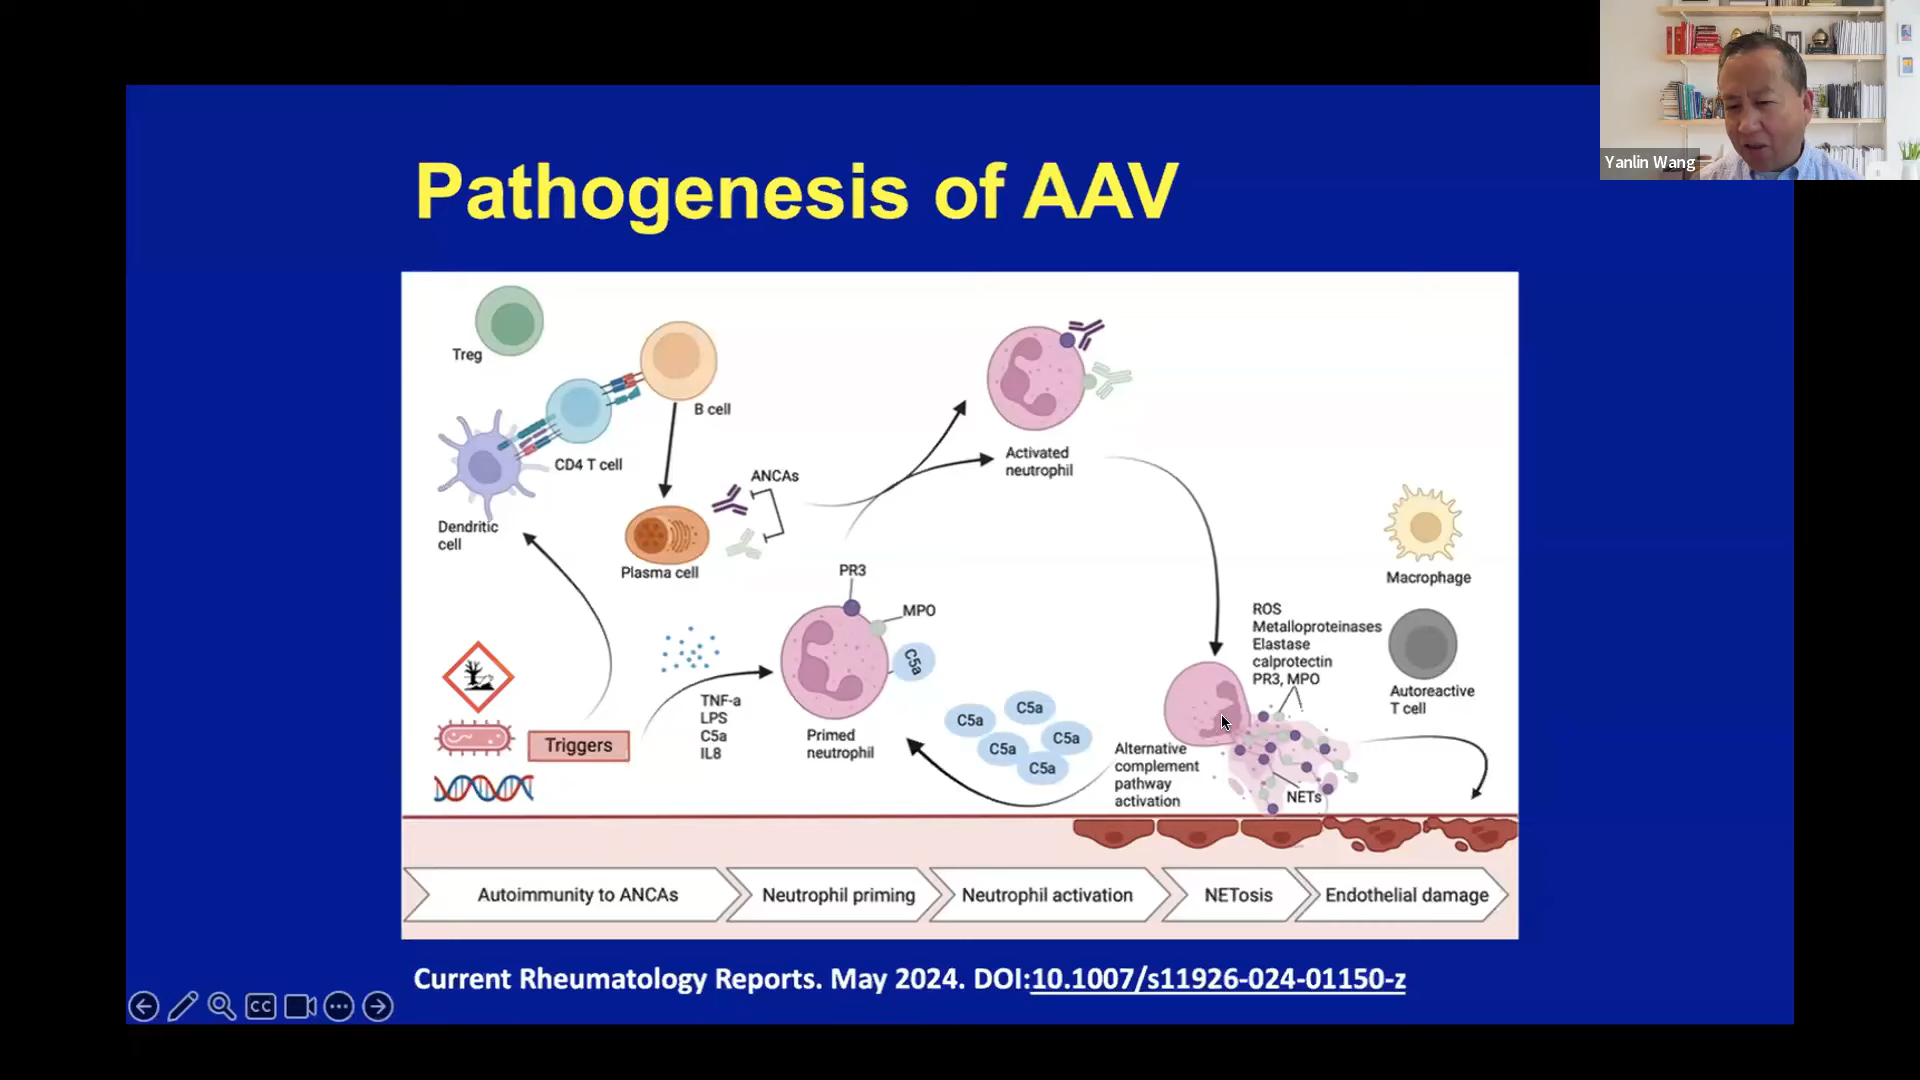 Yanlin Wang
Pathogenesis of AAV
Treg
B cell
CD4 T cell
ANCAs
Dendritic
cell
Plasma cell
Activated
neutrophil
PR3
MPO
C5a
Macrophage
ROS
Metalloproteinases
Elastase
calprotectin
PR3, MPO
Autoreactive
T cell
Triggers
TNF-a
LPS
C5a
IL8
Primed
neutrophil
C5a
C5a
C5a
C5a
C5a
Alternative
complement
pathway
activation
NETs
Autoimmunity to ANCAs
Neutrophil priming
Neutrophil activation
NETosis
Endothelial damage
Current Rheumatology Reports. May 2024. DOI:10.1007/s11926-024-01150-z
CC